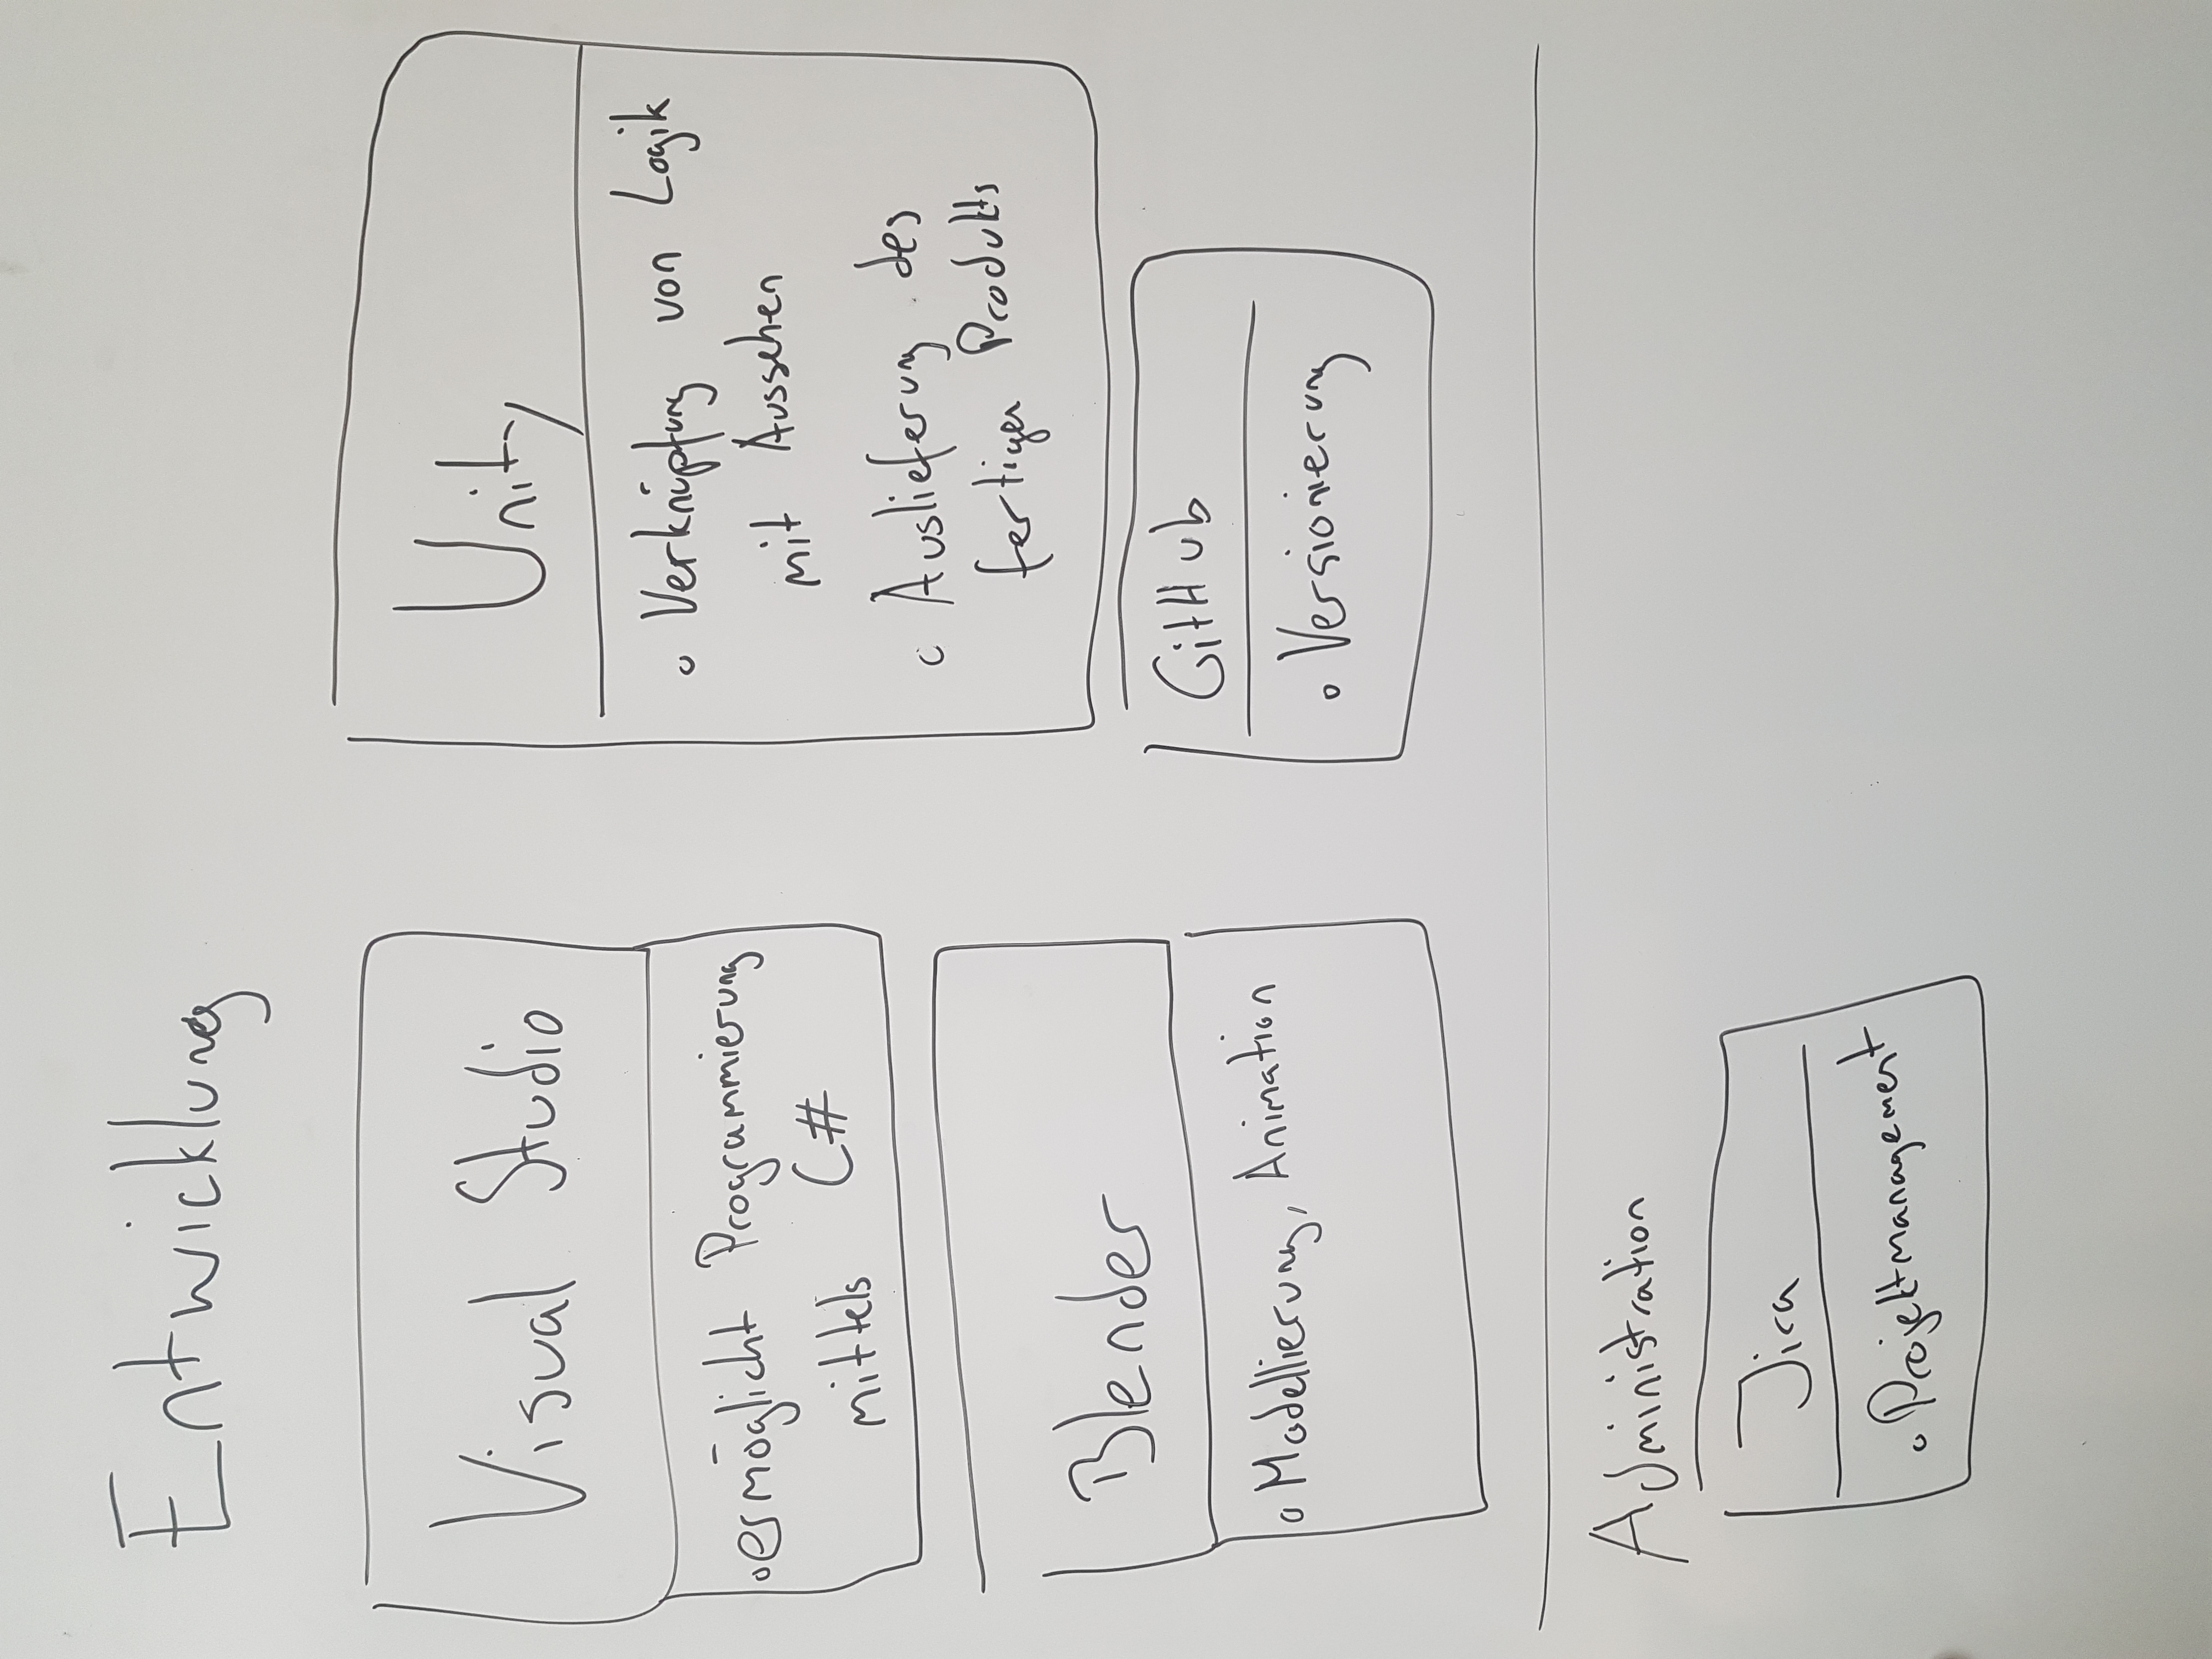 Entwicklung
Visual Studio
ermöglicht Programmierung
mittels C#
Blender
Modellierung, Animation
Unity
Verknüpfung von Logik
mit Aussehen
Auslieferung des
fertigen Produkts
GitHub
Versionierung
Administration
Jira
Projektmanagement